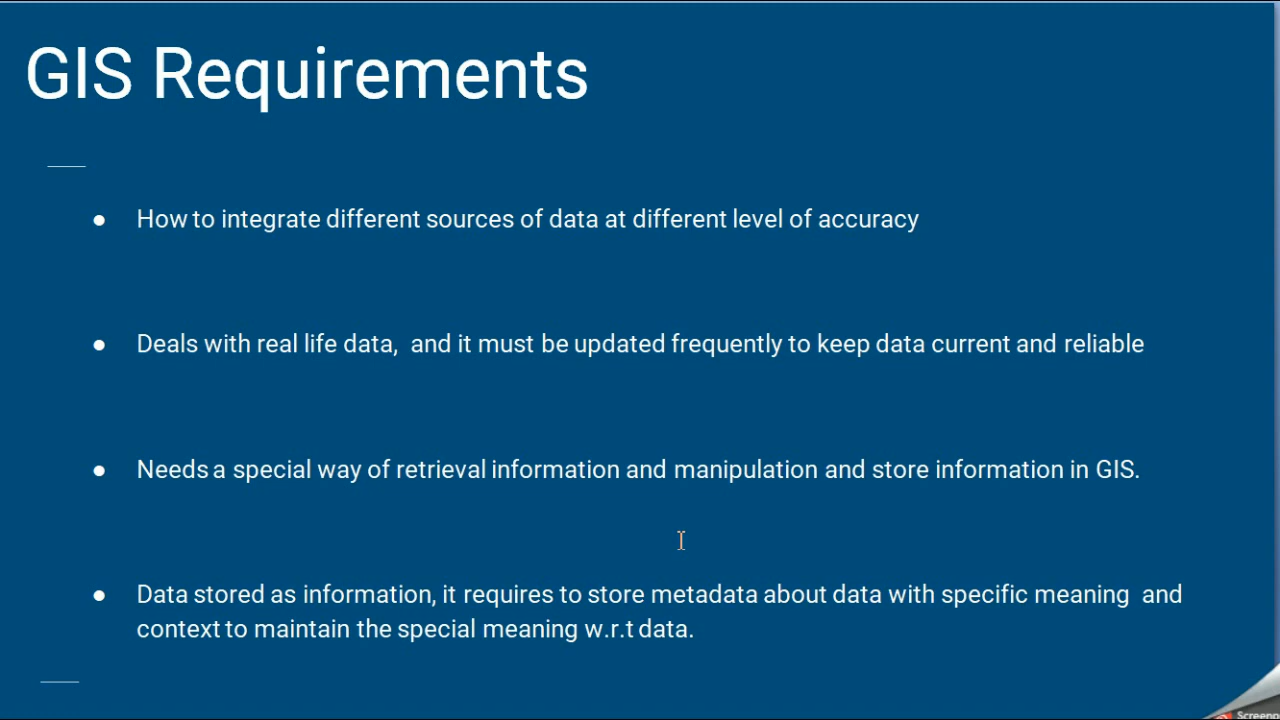 GIS Requirements
● How to integrate different sources of data at different level of accuracy
● Deals with real life data,  and it must be updated frequently to keep data current and reliable
● Needs a special way of retrieval information and manipulation and store information in GIS.
● Data stored as information, it requires to store metadata about data with specific meaning  and
context to maintain the special meaning w.r.t data.